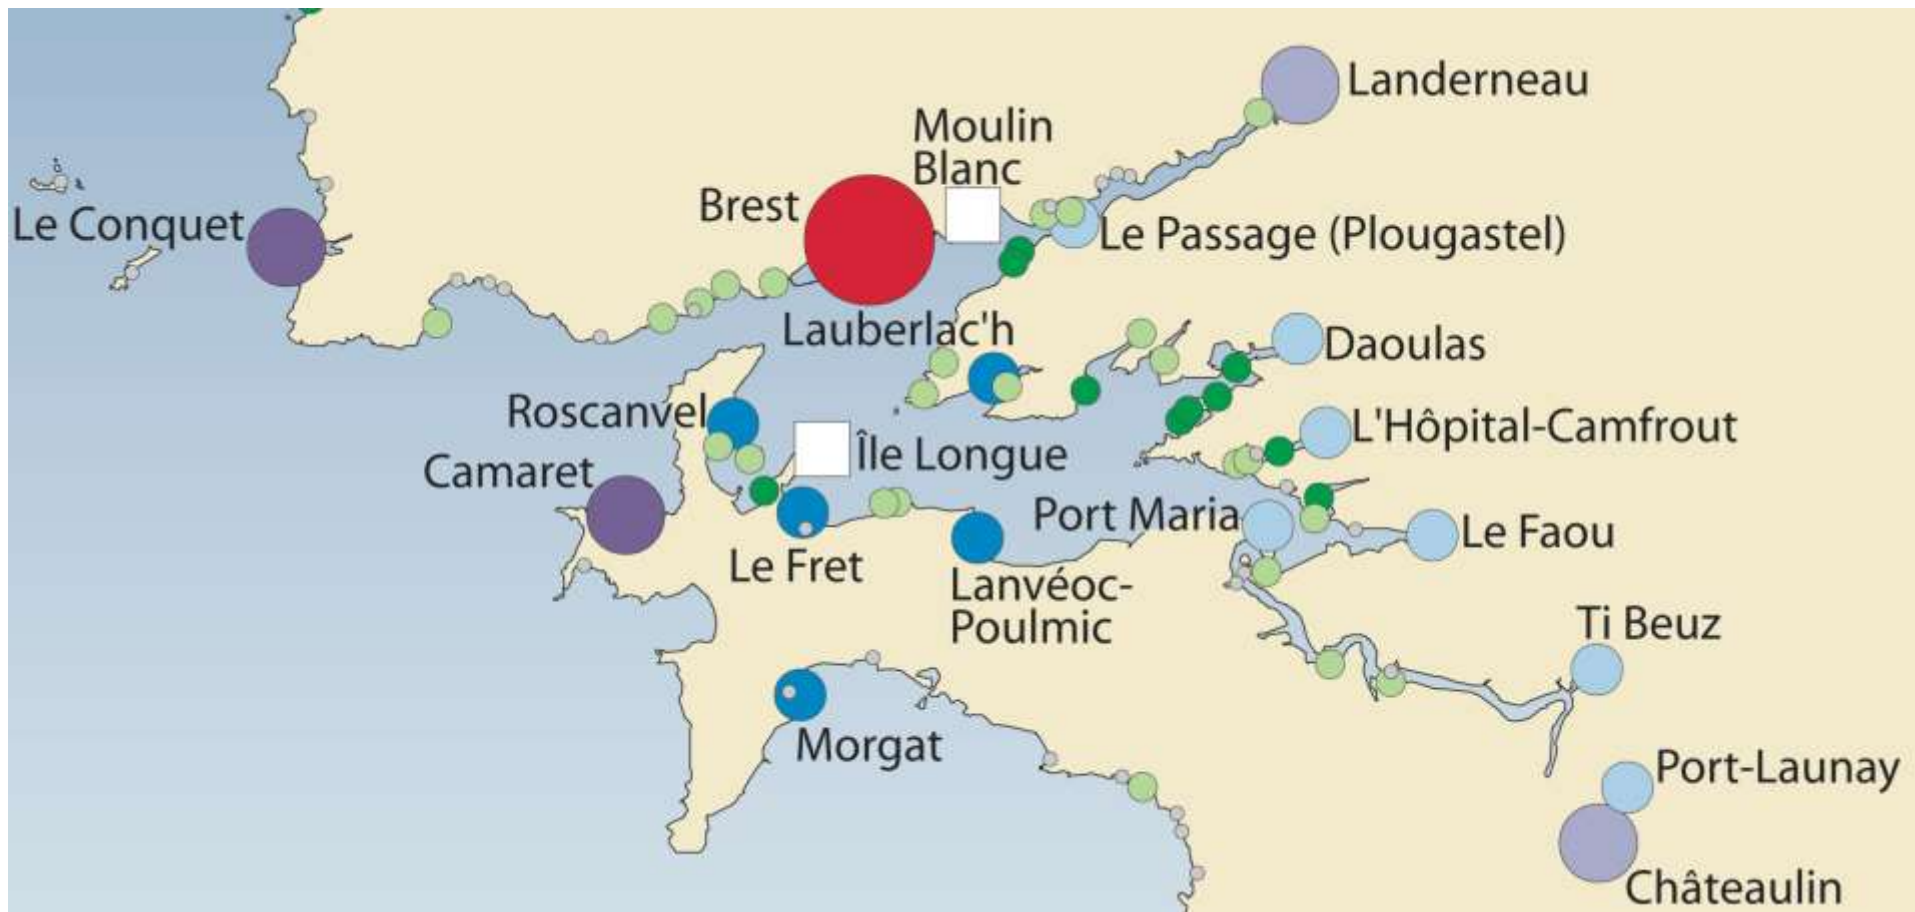 Landerneau
Moulin
Blanc
Brest
Le Conquet
Le Passage (Plougastel)
Lauberlac'h
Daoulas
Roscanvel
L'Hôpital-Camfrout
Île Longue
Camaret
Port Maria
Le Faou
Le Fret
Lanvéoc-
Poulmic
Ti Beuz
Morgat
Port-Launay
Châteaulin